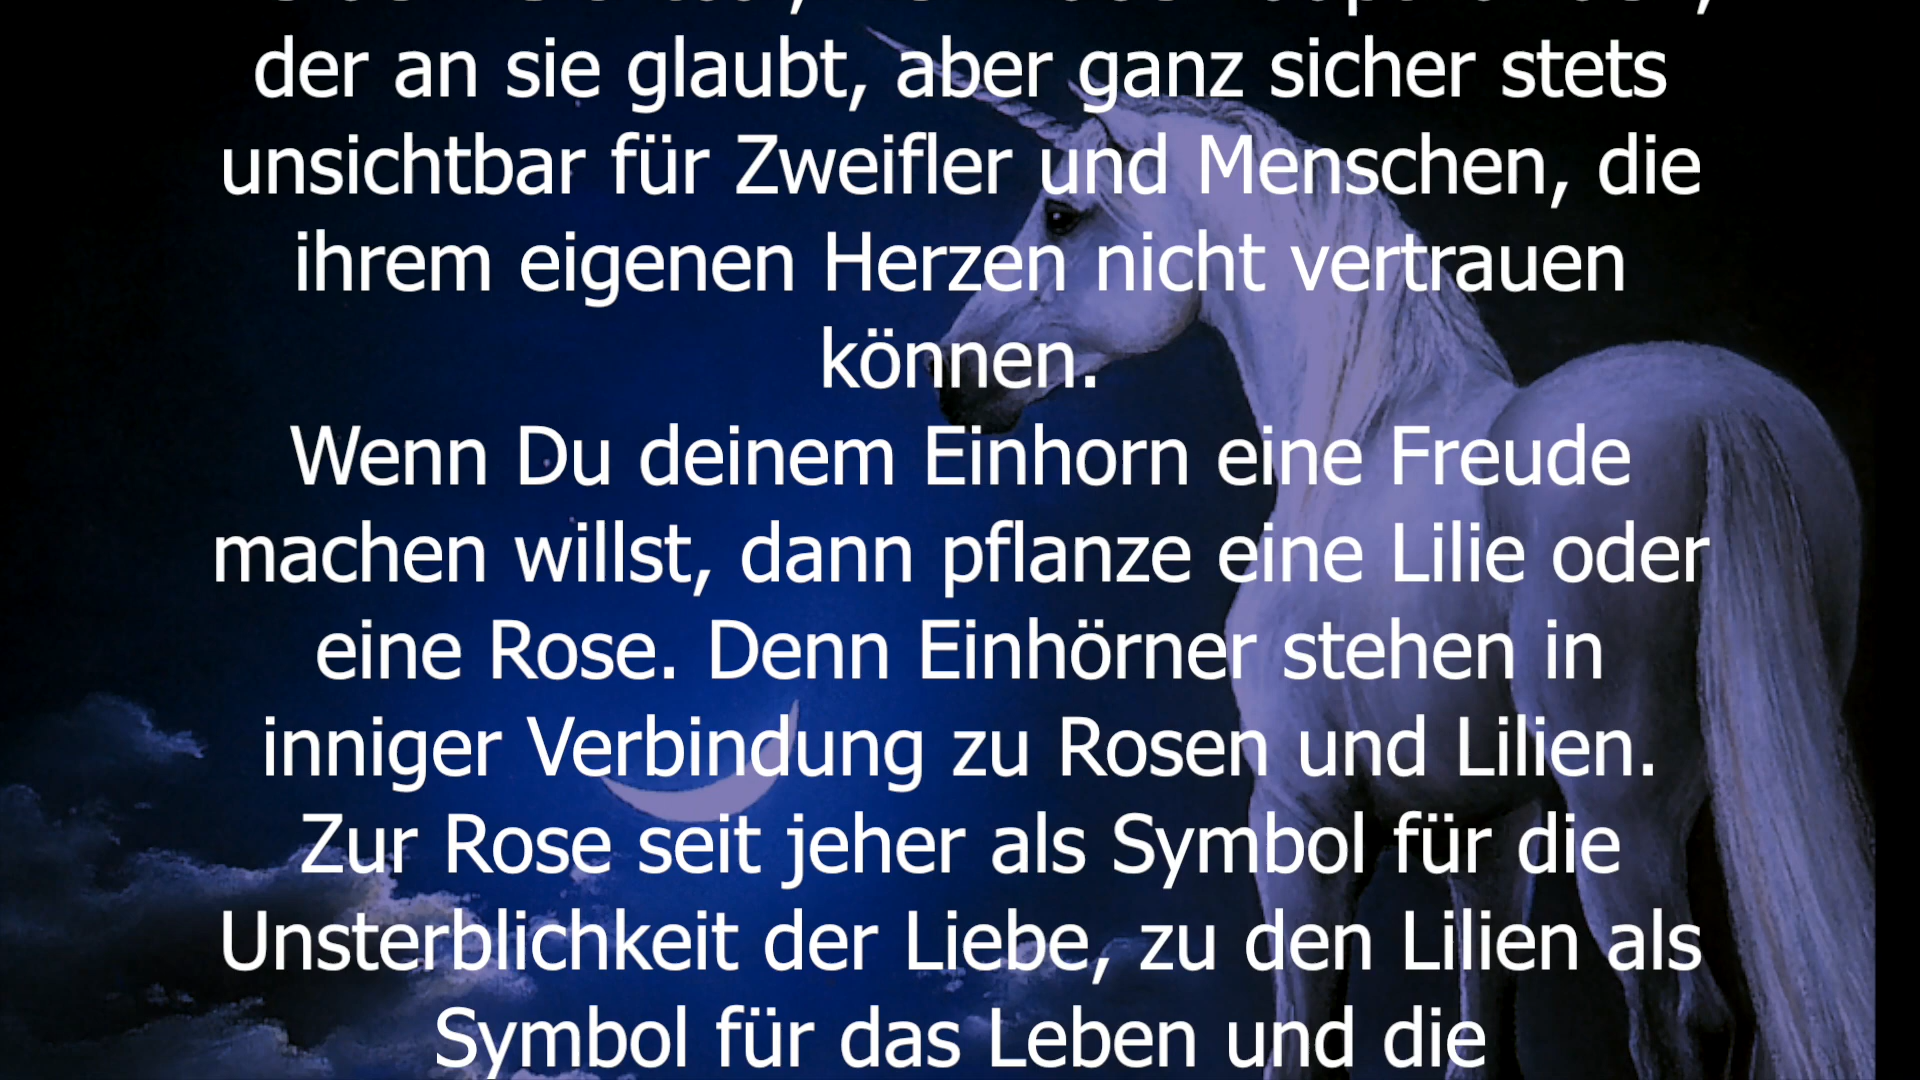 der an sie glaubt, aber ganz sicher stets
unsichtbar für Zweifler und Menschen, die
ihrem eigenen Herzen nicht vertrauen
können.
Wenn Du deinem Einhorn eine Freude
machen willst, dann pflanze eine Lilie oder
eine Rose. Denn Einhörner stehen in
inniger Verbindung zu Rosen und Lilien.
Zur Rose seit jeher als Symbol für die
Unsterblichkeit der Liebe, zu den Lilien als
Symbol für das Leben und die